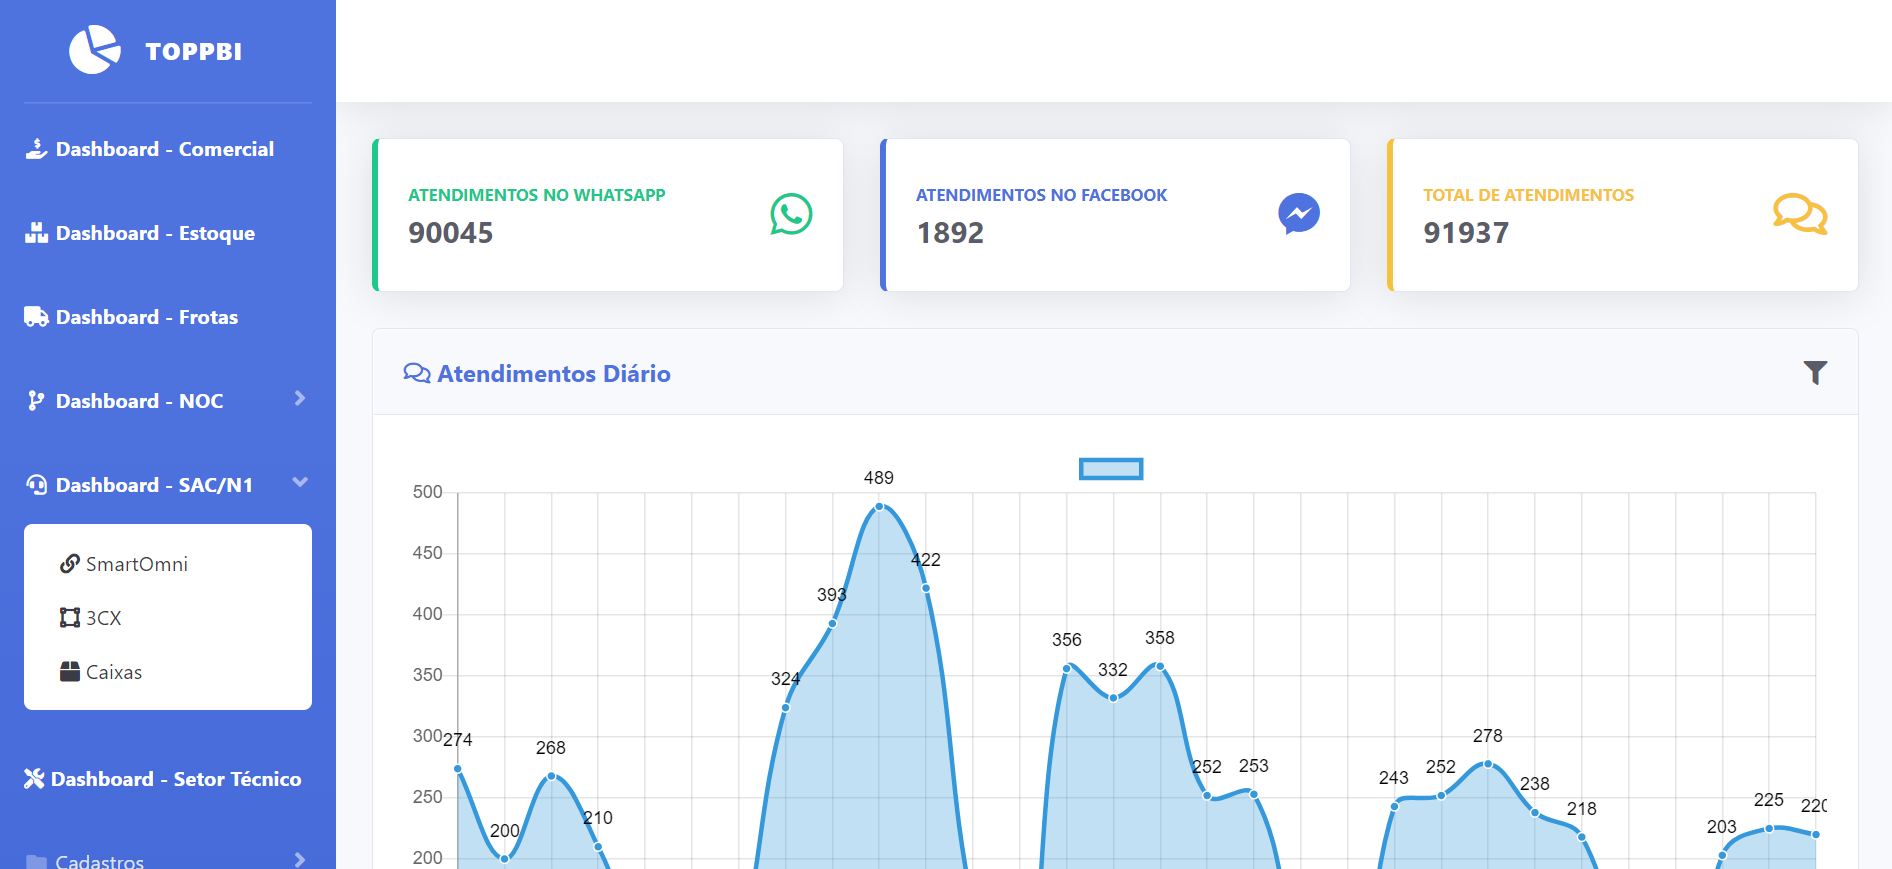 TOPPBI
Dashboard - Comercial
Dashboard - Estoque
Dashboard - Frotas
Dashboard - NOC
Dashboard - SAC/N1
SmartOmni
3CX
Caixas
Dashboard - Setor Técnico
Cadastros
ATENDIMENTOS NO WHATSAPP
90045
ATENDIMENTOS NO FACEBOOK
1892
TOTAL DE ATENDIMENTOS
91937
Atendimentos Diário
500
450
400
350
300
250
200
274
200
268
210
324
393
489
422
356
332
358
252
253
243
252
278
238
218
203
225
220